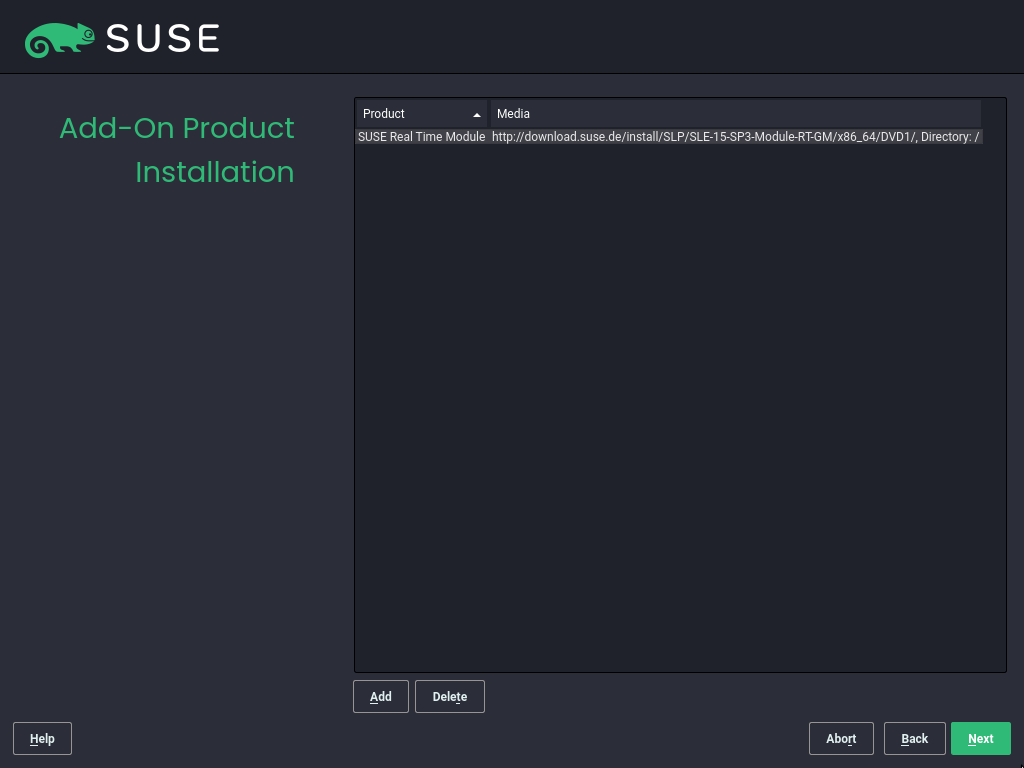 SUSE
Add-On Product
Installation
Product Media
SUSE Real Time Module http://download.suse.de/install/SLP/SLE-15-SP3-Module-RT-GM/x86_64/DVD1/, Directory: /
Add Delete
Help Abort Back Next